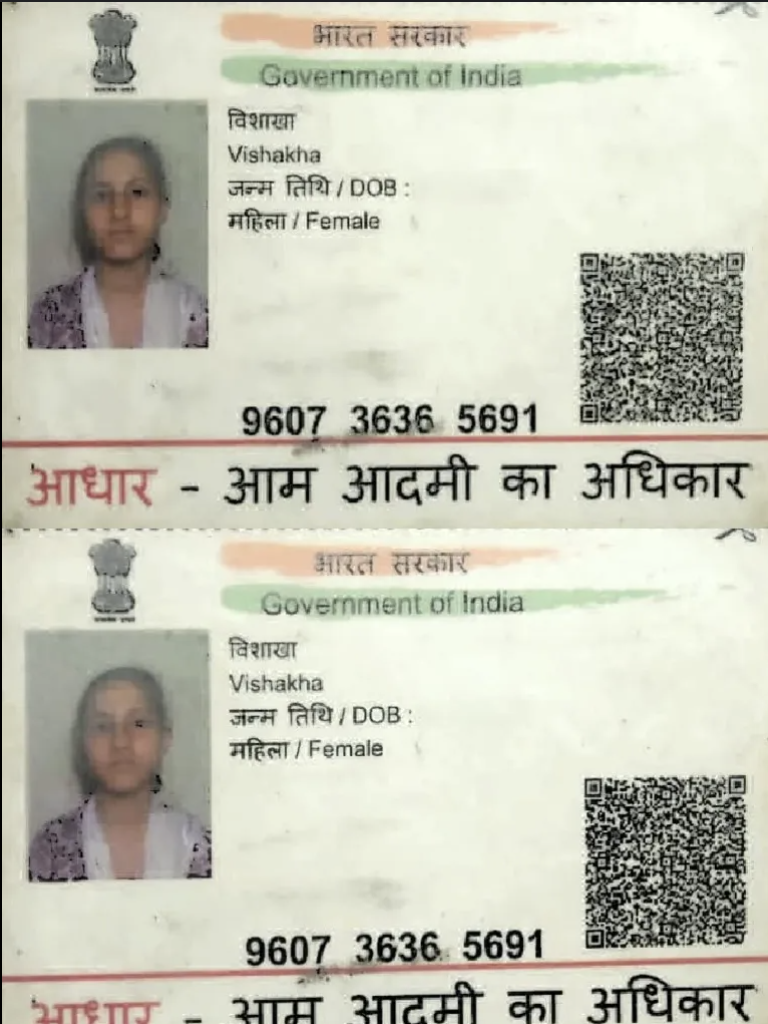 भारत सरकार
Government of India
विशाखा
Vishakha
जन्म तिथि / DOB :
महिला / Female
9607 3636 5691
आधार - आम आदमी का अधिकार
भारत सरकार
Government of India
विशाखा
Vishakha
जन्म तिथि / DOB :
महिला / Female
9607 3636 5691
आधार - आम आदमी का अधिकार